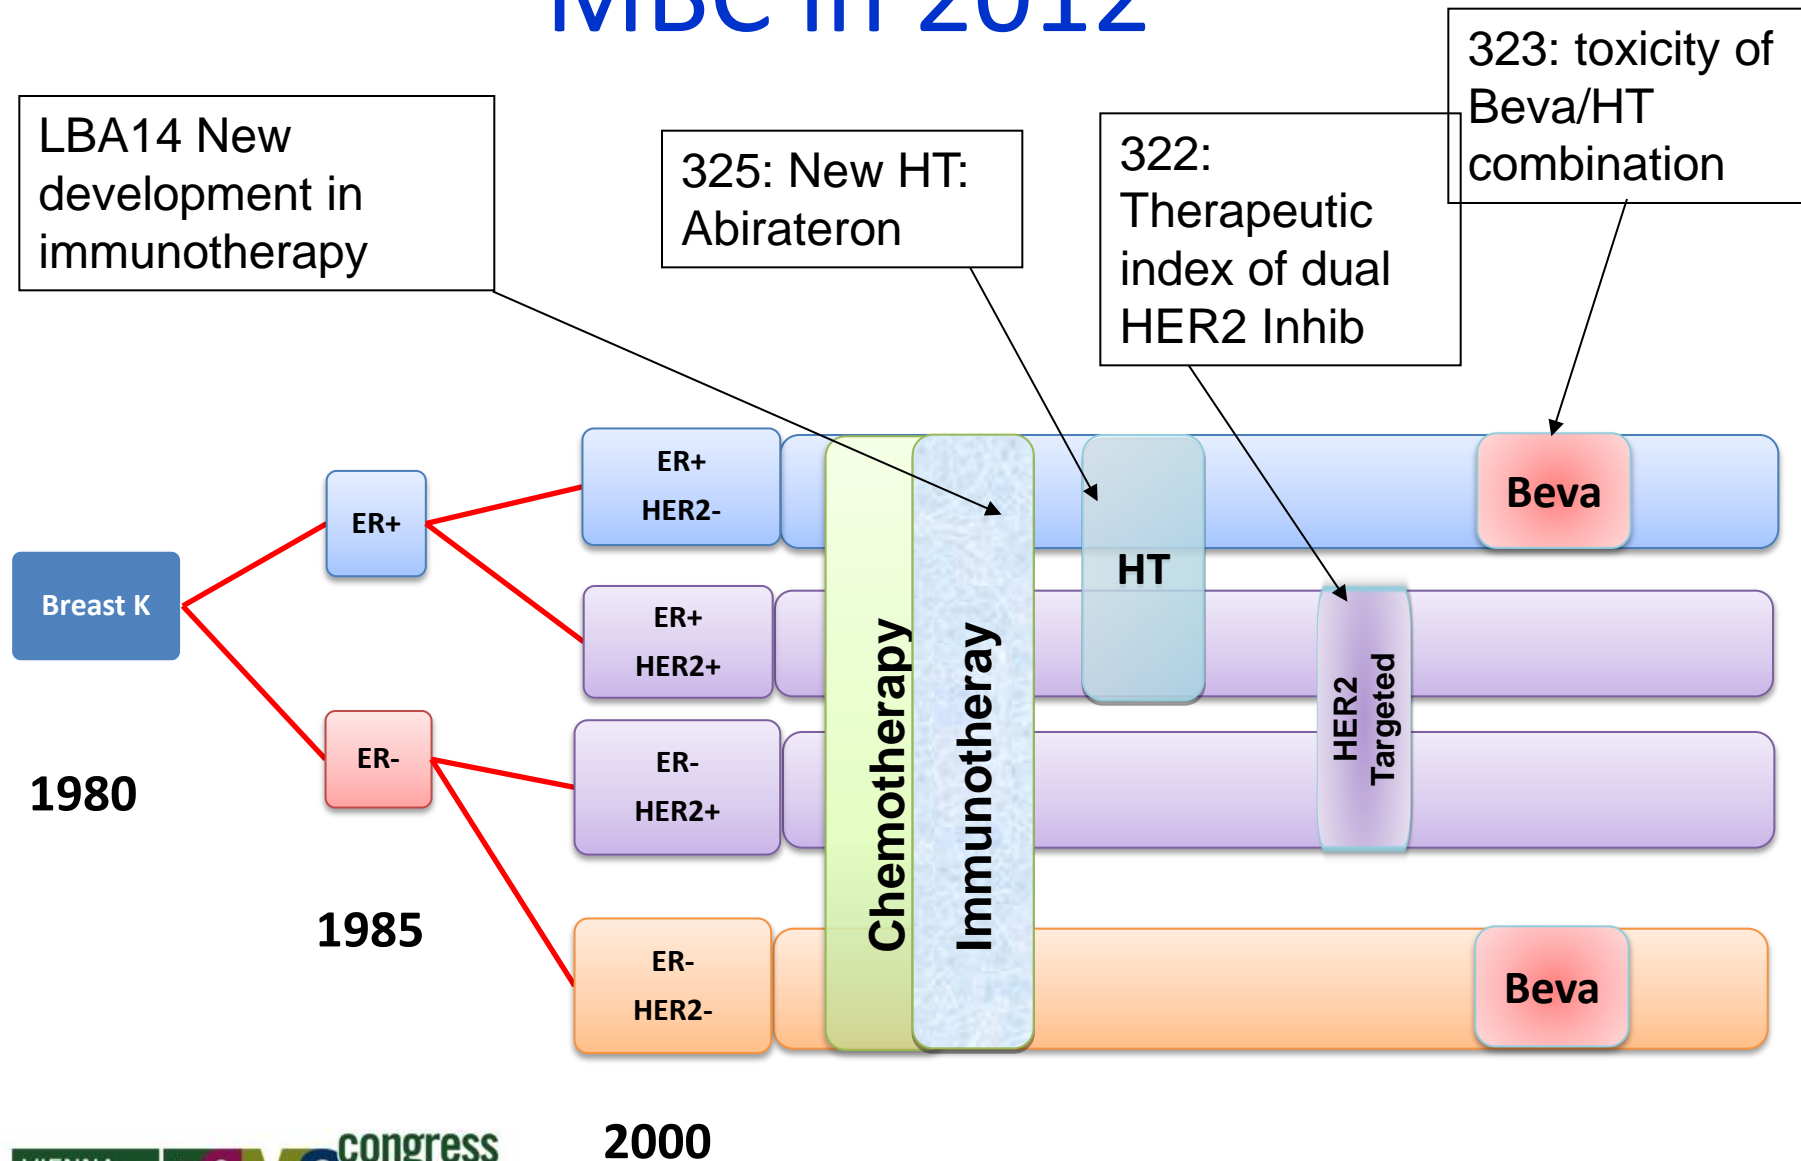 MBC in 2012
323: toxicity of
Beva/HT
combination
LBA14 New
development in
immunotherapy
325: New HT:
Abirateron
322:
Therapeutic
index of dual
HER2 Inhib
ER+
HER2-
Beva
ER+
HT
Breast K
ER+
HER2+
Chemotherapy
Immunotheray
HER2
Targeted
ER-
ER-
HER2+
1980
1985
ER-
HER2-
Beva
2000
congress